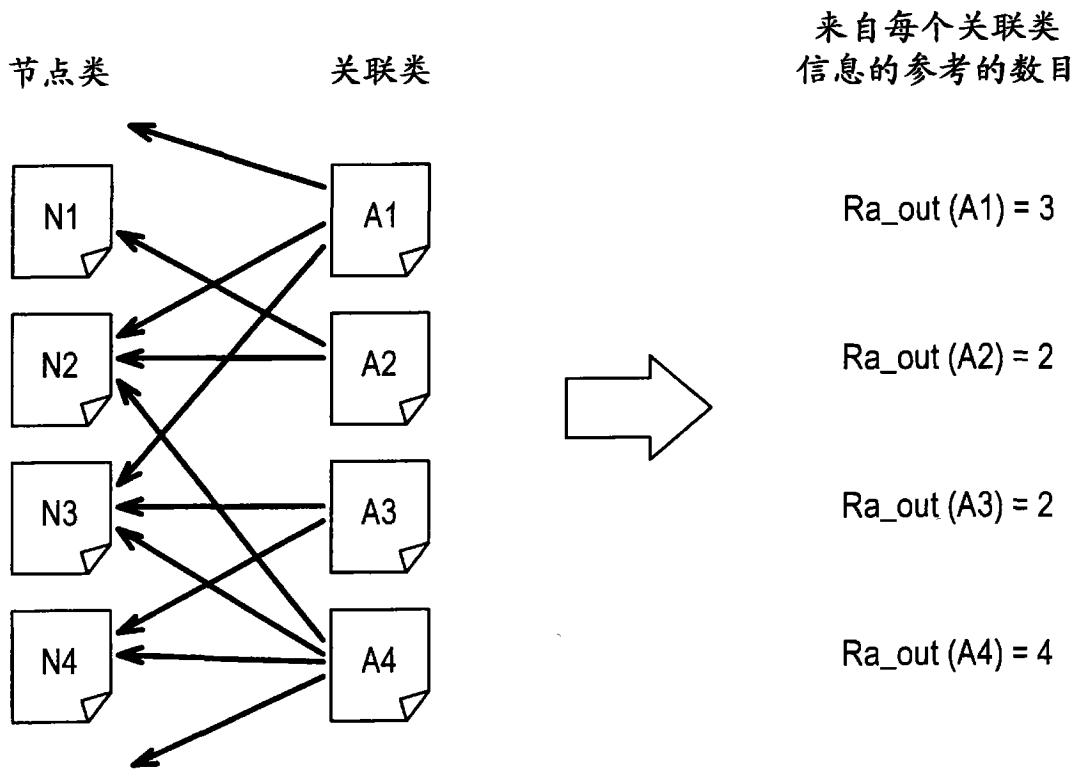 节点类
关联类
来自每个关联类
信息的参考的数目
N1
A1
Ra_out (A1) = 3
N2
A2
Ra_out (A2) = 2
N3
A3
Ra_out (A3) = 2
N4
A4
Ra_out (A4) = 4